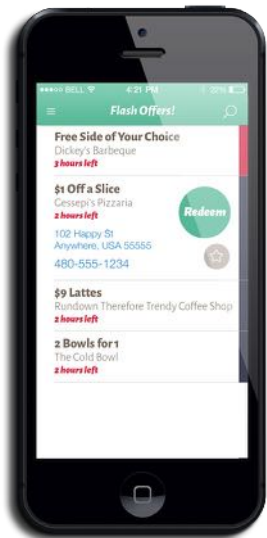 BELL 4:21 PM 22%
Flash Offers!
Free Side of Your Choice
Dickey's Barbeque
3 hours left
$1 Off a Slice
Gessepi's Pizzaria
2 hours left
Redeem
102 Happy St
Anywhere, USA 55555
480-555-1234
$9 Lattes
Rundown Therefore Trendy Coffee Shop
2 hours left
2 Bowls for 1
The Cold Bowl
2 hours left